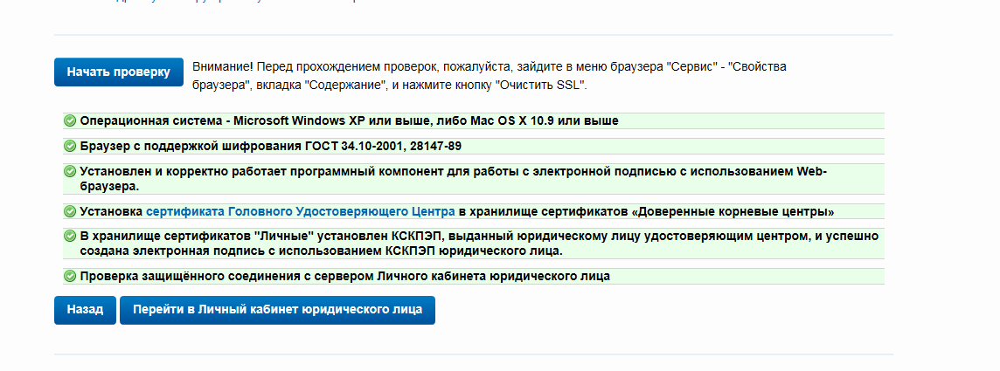 Начать проверку
Внимание! Перед прохождением проверок, пожалуйста, зайдите в меню браузера "Сервис" - "Свойства
браузера", вкладка "Содержание", и нажмите кнопку "Очистить SSL".
Операционная система - Microsoft Windows XP или выше, либо Mac OS X 10.9 или выше
Браузер с поддержкой шифрования ГОСТ 34.10-2001, 28147-89
Установлен и корректно работает программный компонент для работы с электронной подписью с использованием Web-
браузера.
Установка сертификата Головного Удостоверяющего Центра в хранилище сертификатов «Доверенные корневые центры»
В хранилище сертификатов "Личные" установлен КСКПЭП, выданный юридическому лицу удостоверяющим центром, и успешно
создана электронная подпись с использованием КСКПЭП юридического лица.
Проверка защищённого соединения с сервером Личного кабинета юридического лица
Назад
Перейти в Личный кабинет юридического лица